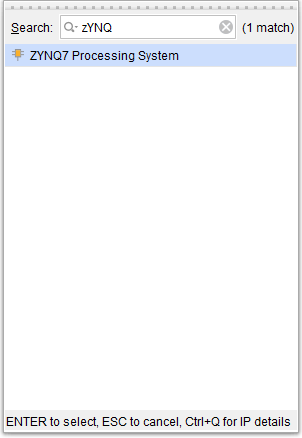 Search: zYNQ (1 match)
ZYNQ7 Processing System
ENTER to select, ESC to cancel, Ctrl+Q for IP details